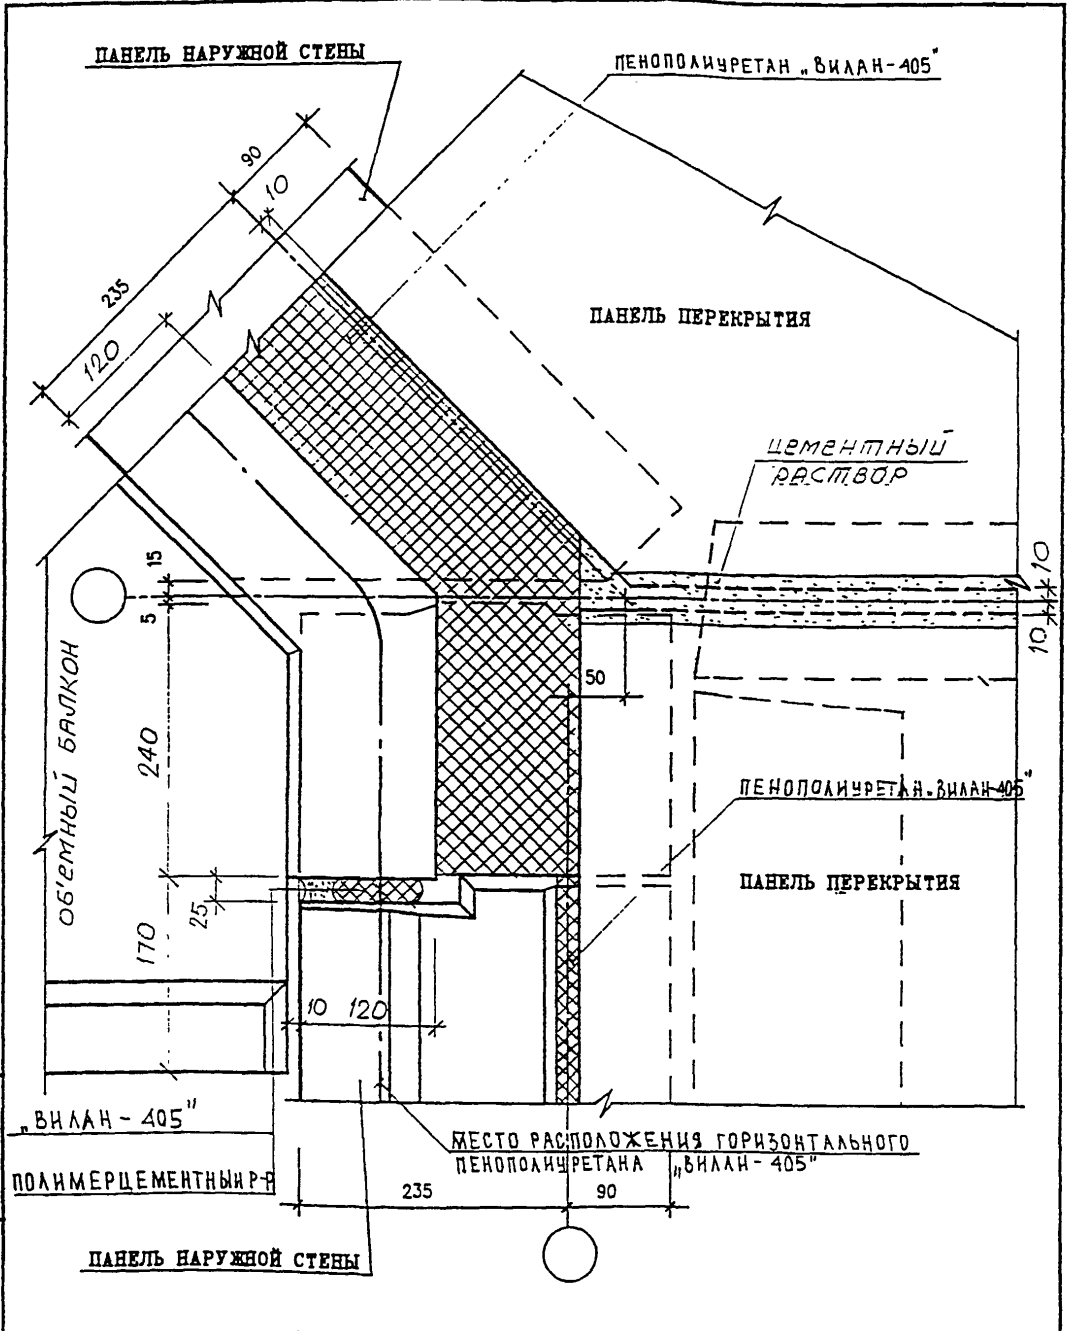 ПАНЕЛЬ НАРУЖНОЙ СТЕНЫ
ПЕНОПОЛИУРЕТАН „ВИЛАН-405"
90
10
235
120
ПАНЕЛЬ ПЕРЕКРЫТИЯ
ЦЕМЕНТНЫЙ
РАСТВОР
15
5
10
10
50
ОБ'ЕМНЫЙ БАЛКОН
240
ПЕНОПОЛИУРЕТАН „ВИЛАН-405"
ПАНЕЛЬ ПЕРЕКРЫТИЯ
25
170
10 120
„ВИЛАН-405"
МЕСТО РАСПОЛОЖЕНИЯ ГОРИЗОНТАЛЬНОГО
ПЕНОПОЛИУРЕТАНА „ВИЛАН-405"
ПОЛИМЕРЦЕМЕНТНЫЙ Р-Р
235
90
ПАНЕЛЬ НАРУЖНОЙ СТЕНЫ